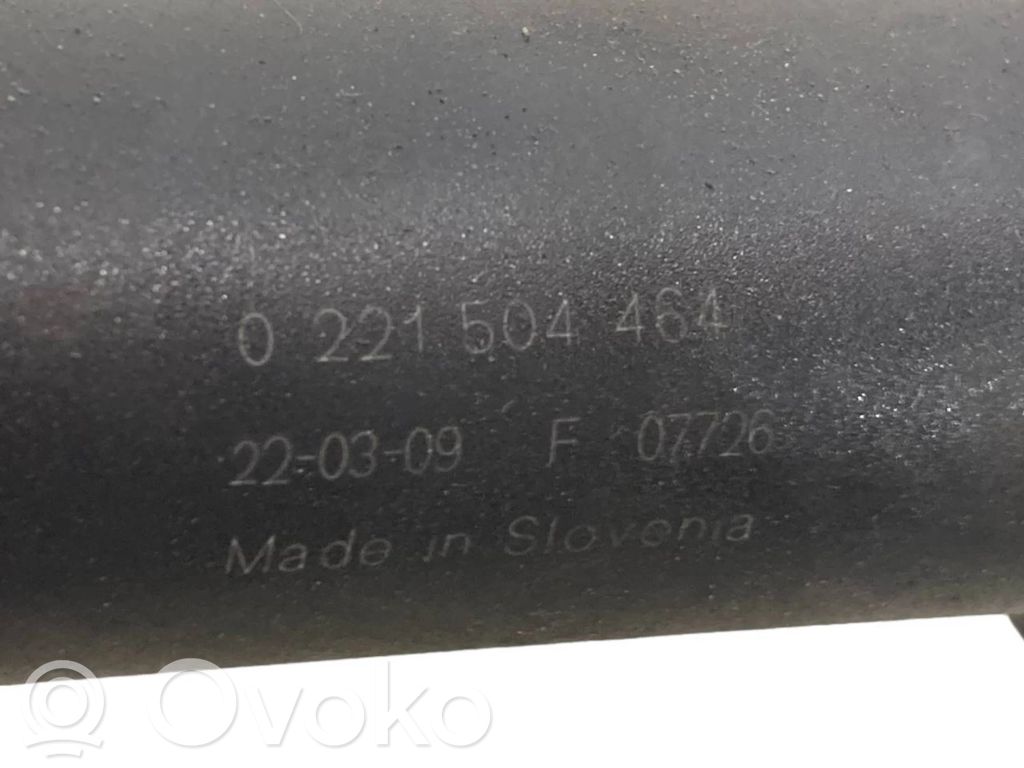 0 221 504 464
22-03-09 F 07726
Made in Slovenia
Ovoko